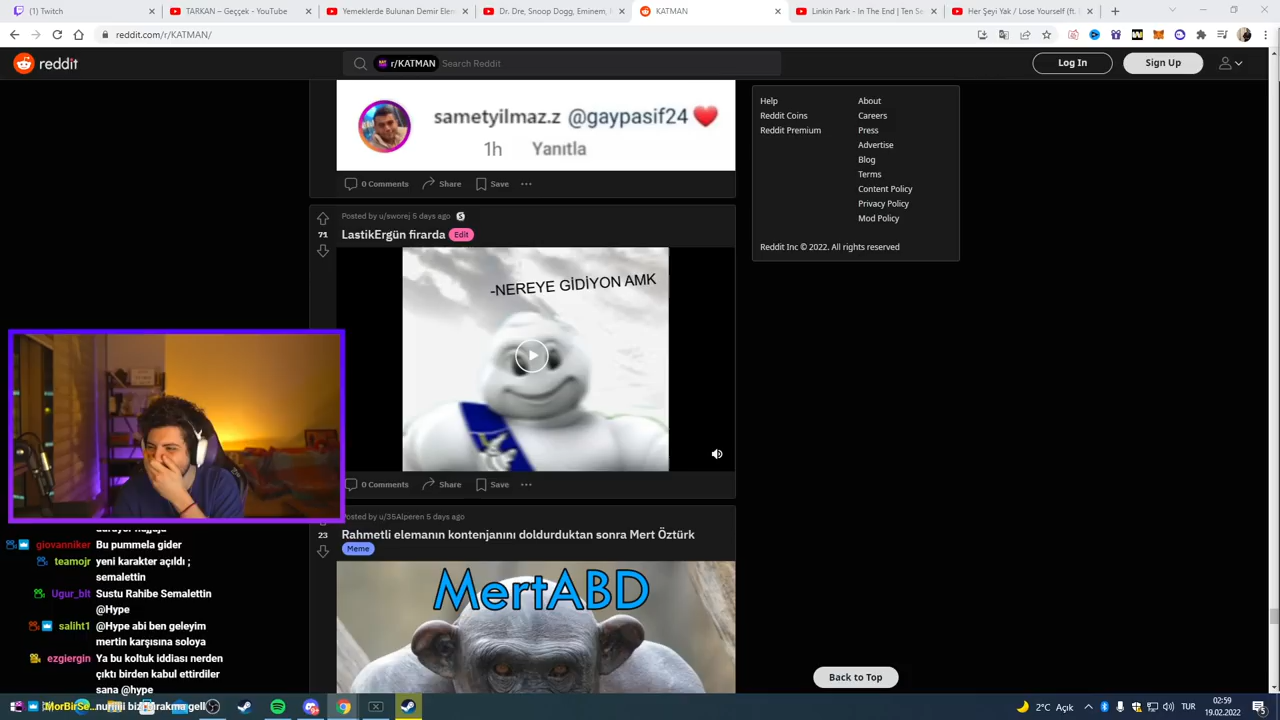 (1) Twitch
TARKAN – Geççek - YouTube
Yemeklerde Bulunan Demir Elem
Dr. Dre, Snoop Dogg, Eminem,
KATMAN
Linkin Park - In The End | Ten Se
Her Şeyi Yak / Lose Yourself (ft.
reddit.com/r/KATMAN/
reddit
r/KATMAN
Search Reddit
Log In
Sign Up
sametyilmaz.z @gaypasif24
1h Yanıtla
0 Comments
Share
Save
Help
About
Reddit Coins
Careers
Reddit Premium
Press
Advertise
Blog
Terms
Content Policy
Privacy Policy
Mod Policy
Reddit Inc © 2022. All rights reserved
Posted by u/sworej 5 days ago
71
LastikErgün firarda
Edit
-NEREYE GİDİYON AMK
0 Comments
Share
Save
Posted by u/35Alperen 5 days ago
23
Rahmetli elemanın kontenjanını doldurduktan sonra Mert Öztürk
Meme
MertABD
giovanniker Bu pummela gider
teamojr yeni karakter açıldı ;
semalettin
Ugur_blt Sustu Rahibe Semalettin
@Hype
saliht1 @Hype abi ben geleyim
mertin karşısına soloya
ezgiergin Ya bu koltuk iddiası nerden
çıktı birden kabul ettirdiler
sana @hype
Back to Top
2°C Açık
TUR
02:59
19.02.2022